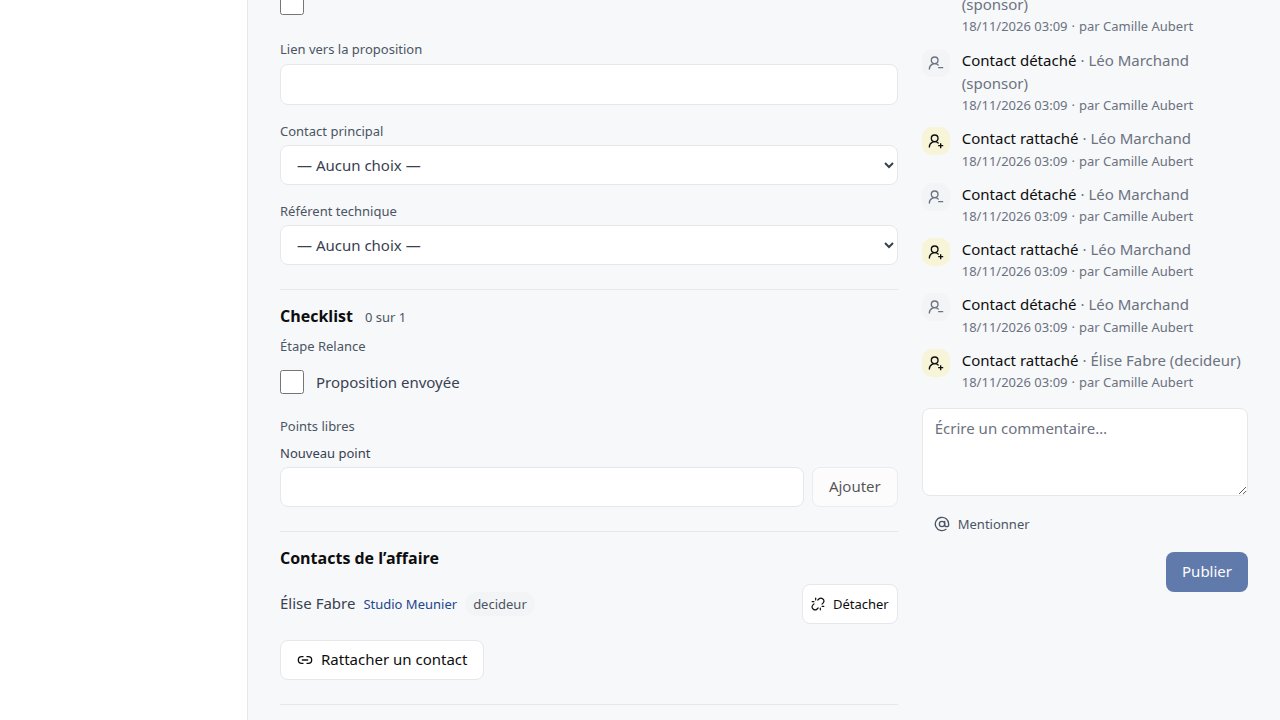 Lien vers la proposition
Contact principal
— Aucun choix —
Référent technique
— Aucun choix —
Checklist 0 sur 1
Étape Relance
Proposition envoyée
Points libres
Nouveau point
Ajouter
Contacts de l’affaire
Élise Fabre Studio Meunier decideur Détacher
Rattacher un contact
(sponsor)
18/11/2026 03:09 · par Camille Aubert
Contact détaché · Léo Marchand
(sponsor)
18/11/2026 03:09 · par Camille Aubert
Contact rattaché · Léo Marchand
18/11/2026 03:09 · par Camille Aubert
Contact détaché · Léo Marchand
18/11/2026 03:09 · par Camille Aubert
Contact rattaché · Léo Marchand
18/11/2026 03:09 · par Camille Aubert
Contact détaché · Léo Marchand
18/11/2026 03:09 · par Camille Aubert
Contact rattaché · Élise Fabre (decideur)
18/11/2026 03:09 · par Camille Aubert
Écrire un commentaire…
Mentionner
Publier